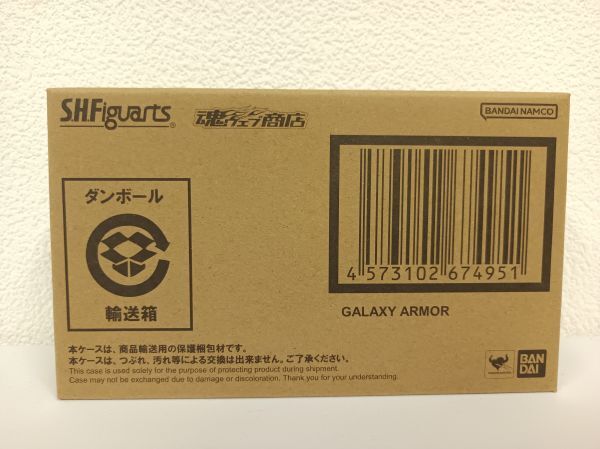 S.H.Figuarts
魂ウェブ商店
BANDAI NAMCO
ダンボール
輸送箱
4 573102 674951
GALAXY ARMOR
本ケースは、商品輸送用の保護梱包材です。
本ケースは、つぶれ、汚れ等による交換は出来ません。ご了承ください。
This case is used solely for the purpose of protecting product during shipment.
Case may not be exchanged due to damage or discoloration. Thank you for your understanding.
BAN
DAI